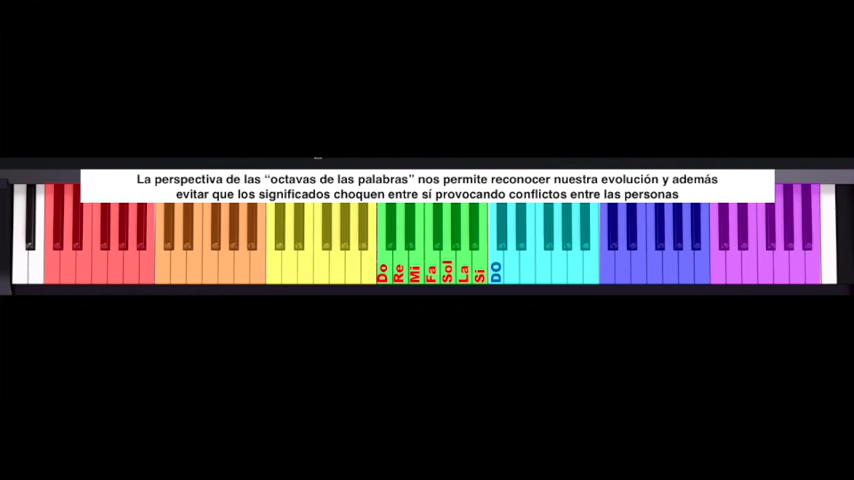 La perspectiva de las “octavas de las palabras” nos permite reconocer nuestra evolución y además
evitar que los significados choquen entre sí provocando conflictos entre las personas
Do Re Mi Fa Sol La Si DO